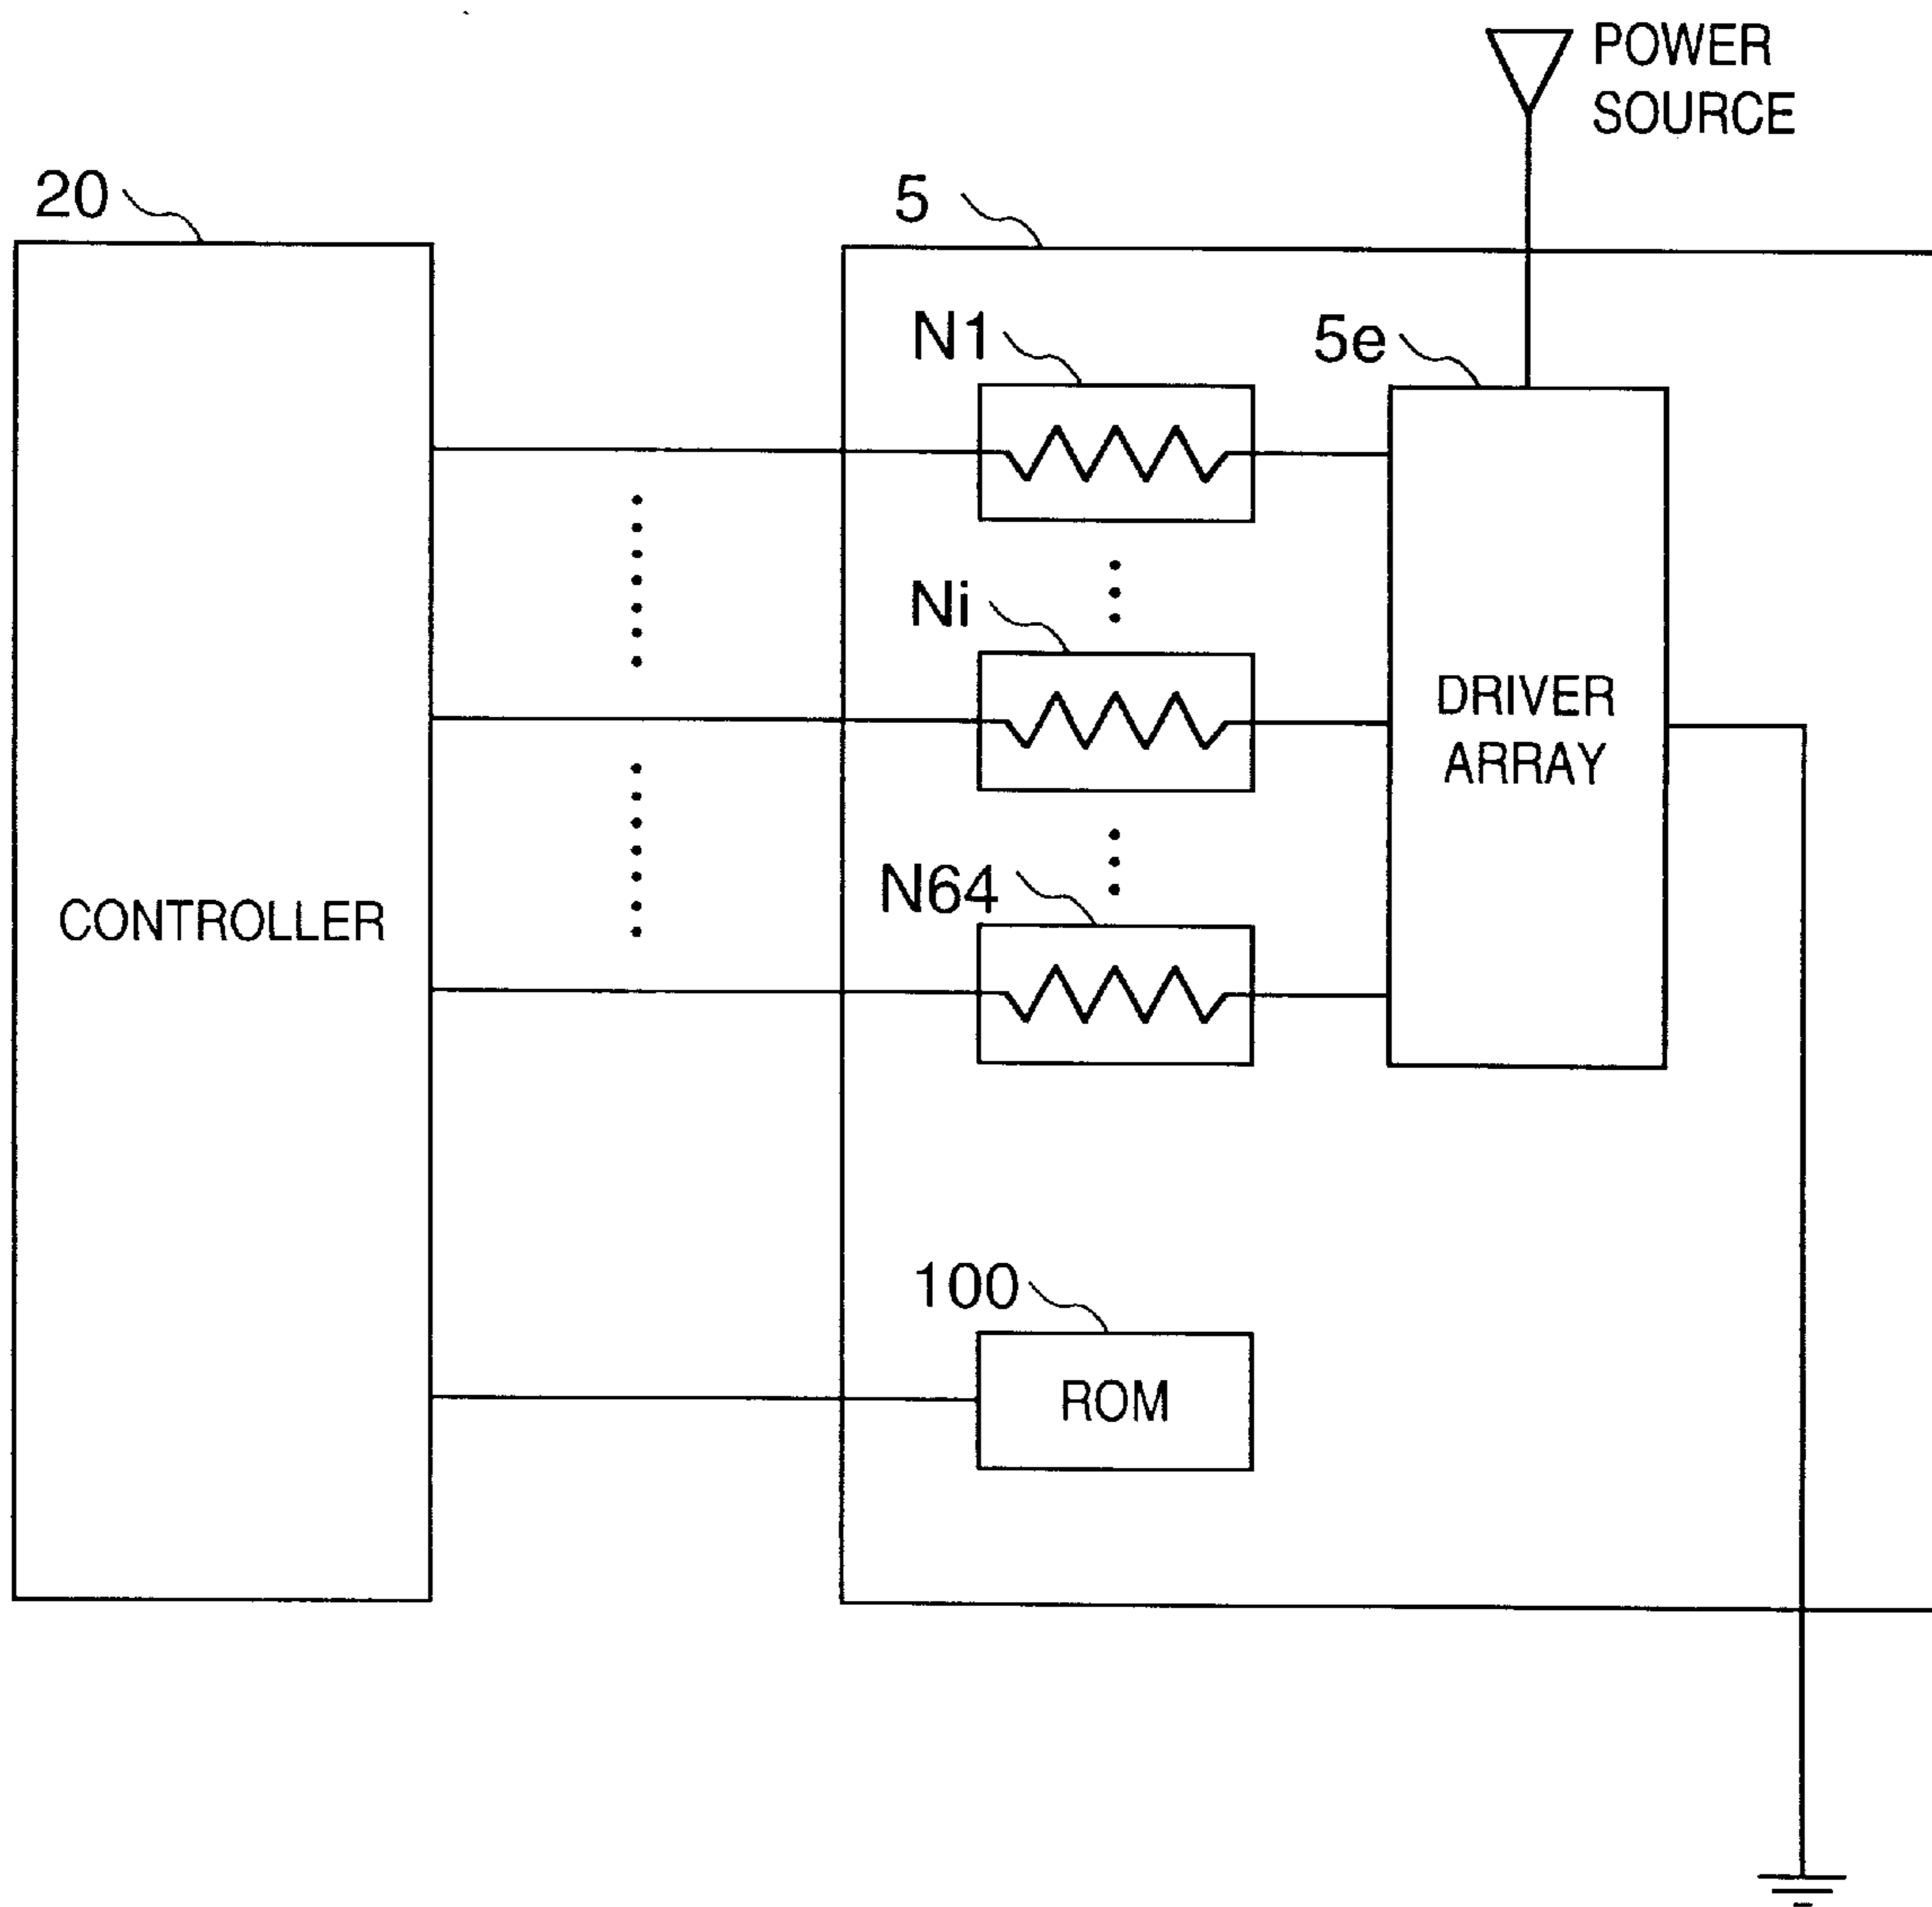 POWER
SOURCE
20
5
N1
5e
Ni
DRIVER
ARRAY
N64
CONTROLLER
100
ROM